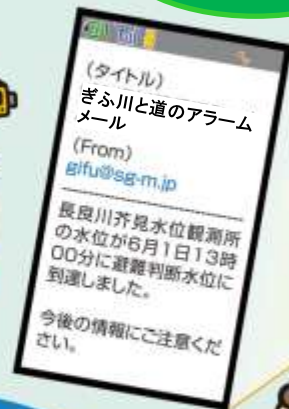 (タイトル)
ぎふ川と道のアラーム
メール
(From)
gifu@sg-m.jp
長良川芥見水位観測所
の水位が6月1日13時
00分に避難判断水位に
到達しました。
今後の情報にご注意くだ
さい。